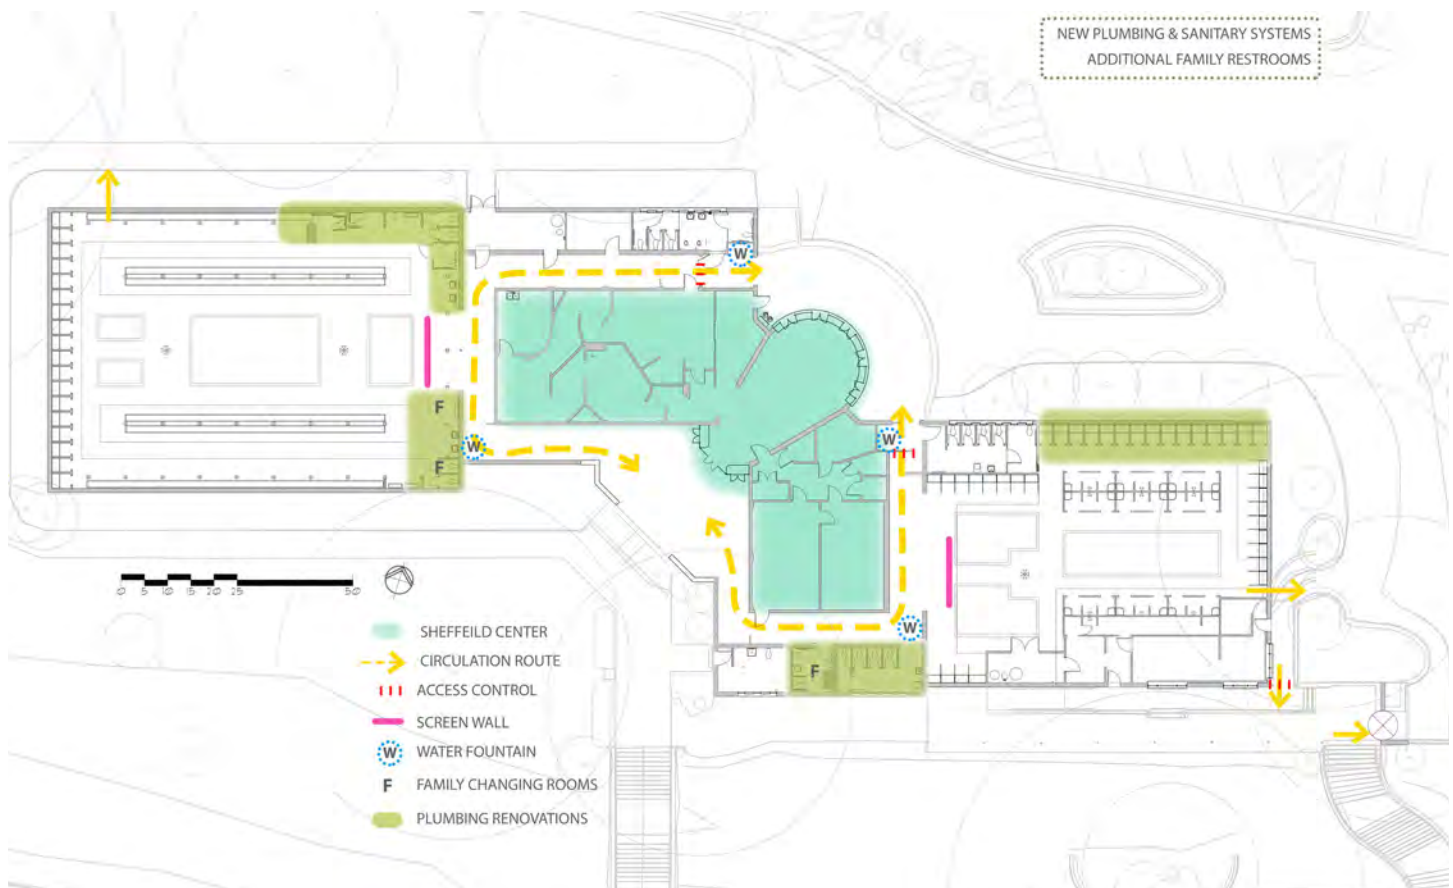 NEW PLUMBING & SANITARY SYSTEMS
ADDITIONAL FAMILY RESTROOMS
W
F
W
F
W
W
F
0 5 10 15 20 25 50
SHEFFEILD CENTER
CIRCULATION ROUTE
ACCESS CONTROL
SCREEN WALL
W WATER FOUNTAIN
F FAMILY CHANGING ROOMS
PLUMBING RENOVATIONS